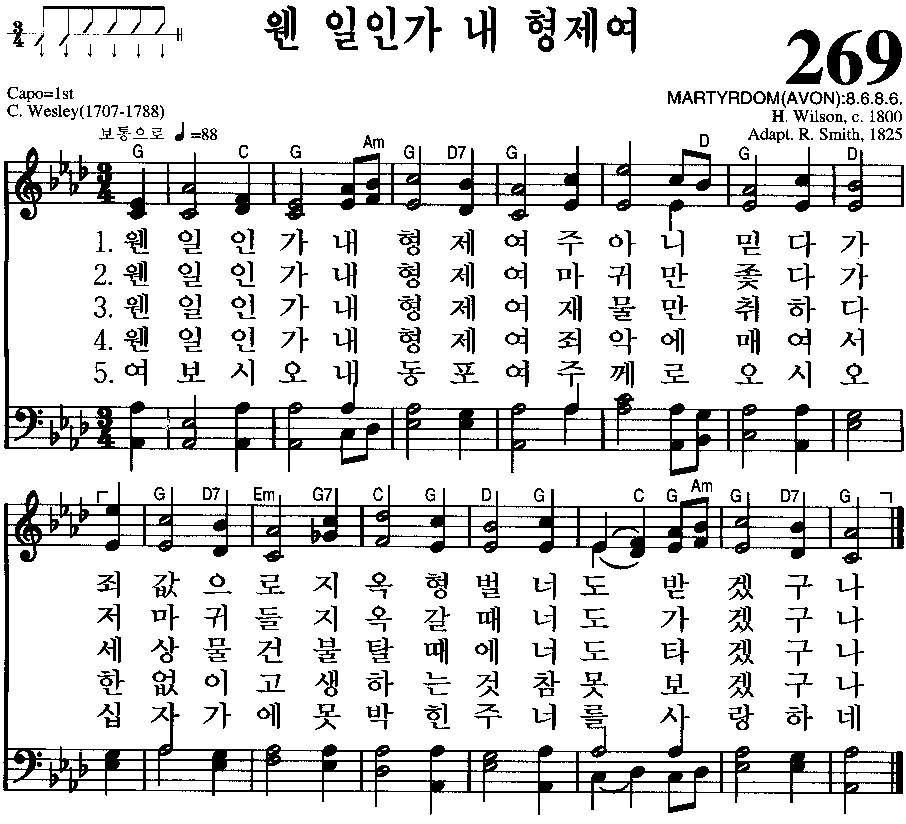 3/4
웬 일인가 내 형제여
269
Capo=1st
C. Wesley(1707-1788)
MARTYRDOM(AVON):8.6.8.6.
H. Wilson, c. 1800
Adapt. R. Smith, 1825
보통으로 ♩=88
G C G Am G D7 G D G D
3/4
1. 웬 일 인 가 내 형 제 여 주 아 니 믿 다 가
2. 웬 일 인 가 내 형 제 여 마 귀 만 좇 다 가
3. 웬 일 인 가 내 형 제 여 재 물 만 취 하 다
4. 웬 일 인 가 내 형 제 여 죄 악 에 매 여 서
5. 여 보 시 오 내 동 포 여 주 께 로 오 시 오
3/4
G D7 Em G7 C G D G C G Am G D7 G
죄 값 으 로 지 옥 형 벌 너 도 받 겠 구 나
저 마 귀 들 지 옥 갈 때 너 도 가 겠 구 나
세 상 물 건 불 탈 때 에 너 도 타 겠 구 나
한 없 이 고 생 하 는 것 참 못 보 겠 구 나
십 자 가 에 못 박 힌 주 너 를 사 랑 하 네